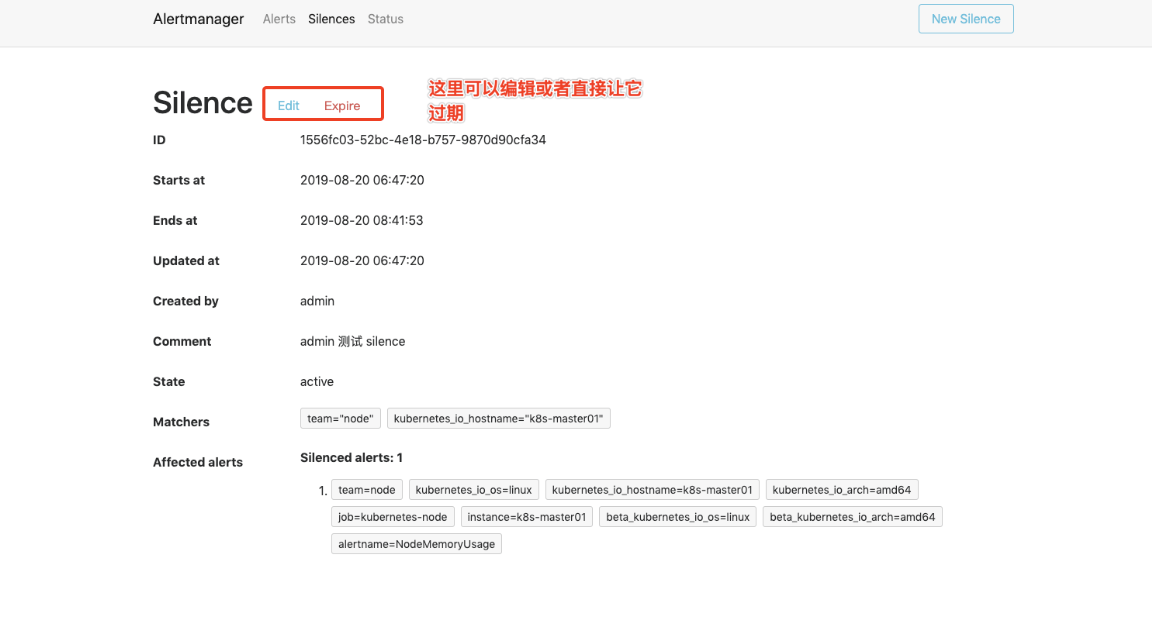 Alertmanager Alerts Silences Status New Silence
Silence Edit Expire
这里可以编辑或者直接让它
过期
ID 1556fc03-52bc-4e18-b757-9870d90cfa34
Starts at 2019-08-20 06:47:20
Ends at 2019-08-20 08:41:53
Updated at 2019-08-20 06:47:20
Created by admin
Comment admin 测试 silence
State active
Matchers team="node" kubernetes_io_hostname="k8s-master01"
Affected alerts Silenced alerts: 1
1. team=node kubernetes_io_os=linux kubernetes_io_hostname=k8s-master01 kubernetes_io_arch=amd64
job=kubernetes-node instance=k8s-master01 beta_kubernetes_io_os=linux beta_kubernetes_io_arch=amd64
alertname=NodeMemoryUsage